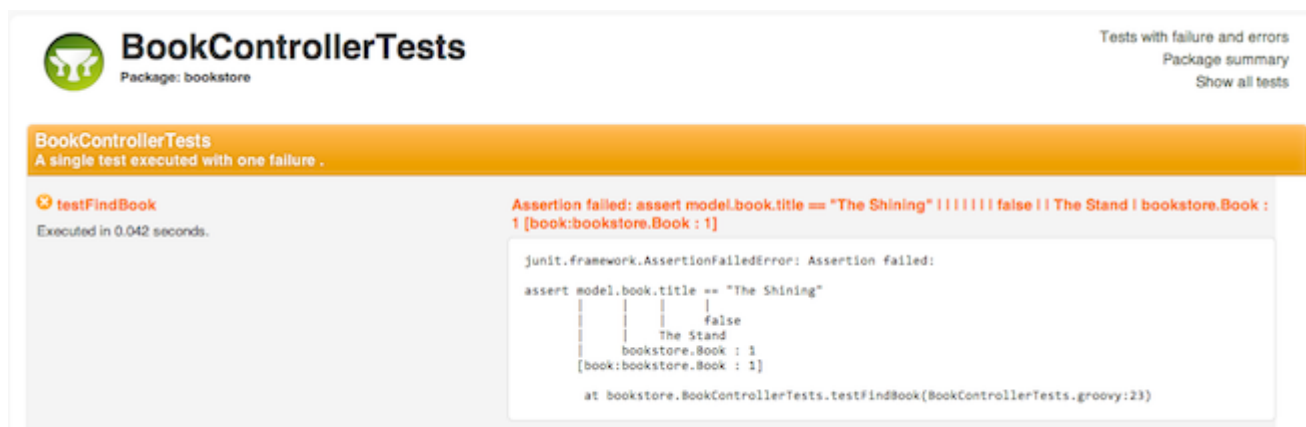 BookControllerTests
Package: bookstore
Tests with failure and errors
Package summary
Show all tests
BookControllerTests
A single test executed with one failure .
testFindBook
Executed in 0.042 seconds.
Assertion failed: assert model.book.title == "The Shining" | | | | | | | false | | The Stand | bookstore.Book :
1 [book:bookstore.Book : 1]
junit.framework.AssertionFailedError: Assertion failed:
assert model.book.title == "The Shining"
| | | |
| | | false
| | The Stand
| bookstore.Book : 1
[book:bookstore.Book : 1]
at bookstore.BookControllerTests.testFindBook(BookControllerTests.groovy:23)